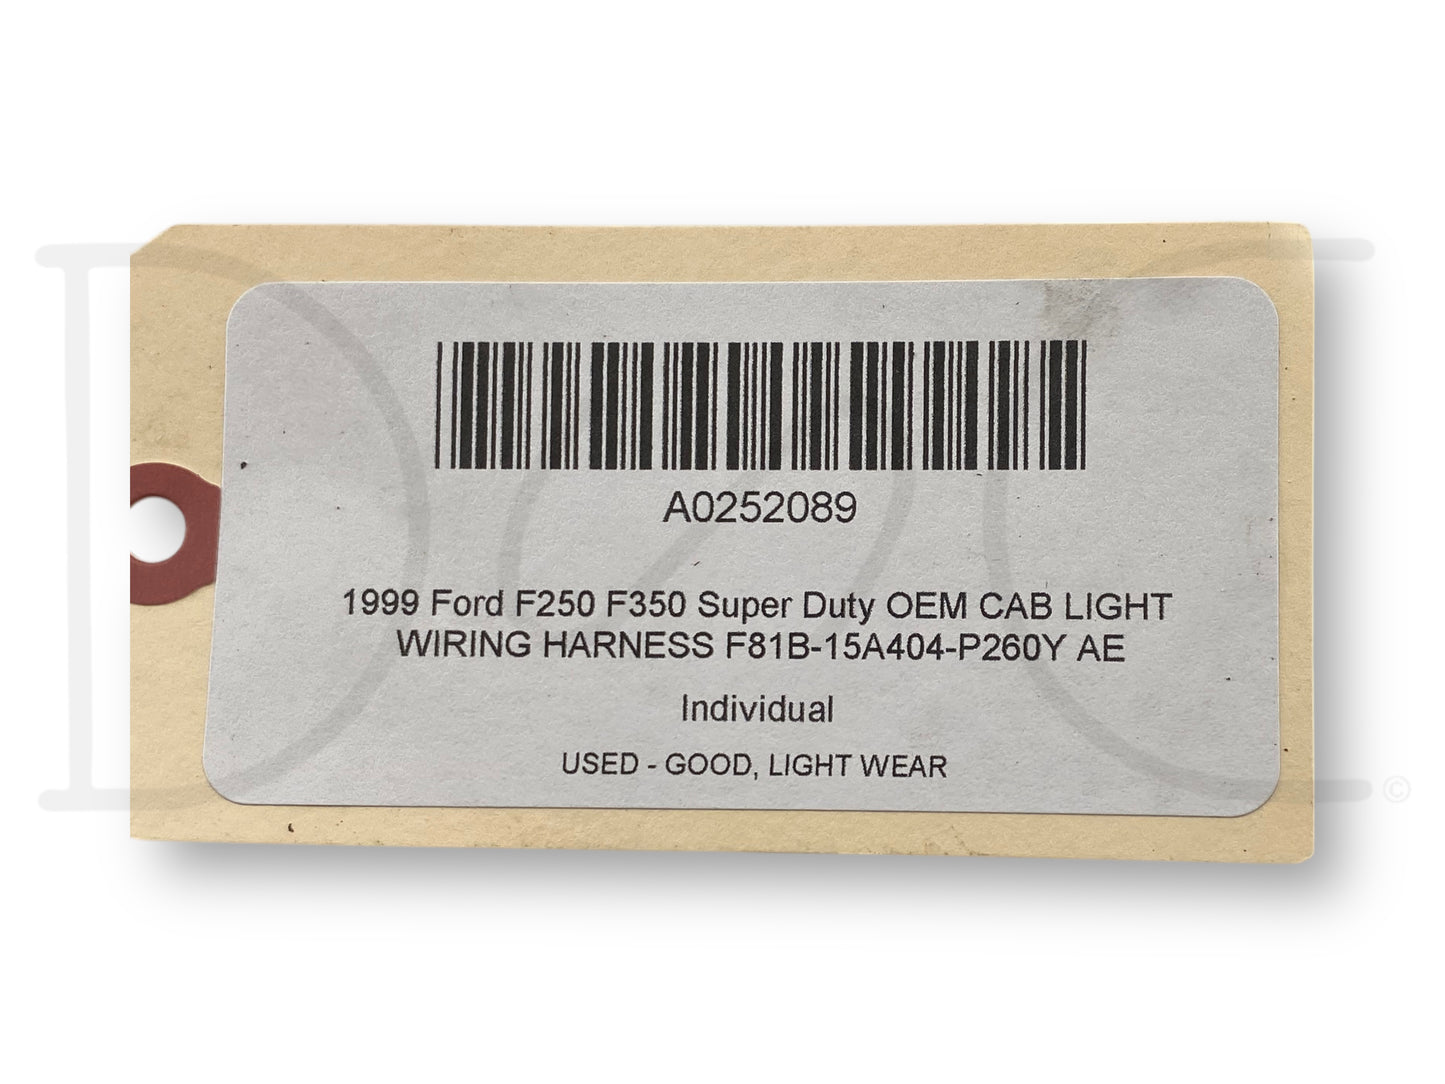 A0252089
1999 Ford F250 F350 Super Duty OEM CAB LIGHT
WIRING HARNESS F81B-15A404-P260Y AE
Individual
USED - GOOD, LIGHT WEAR
©